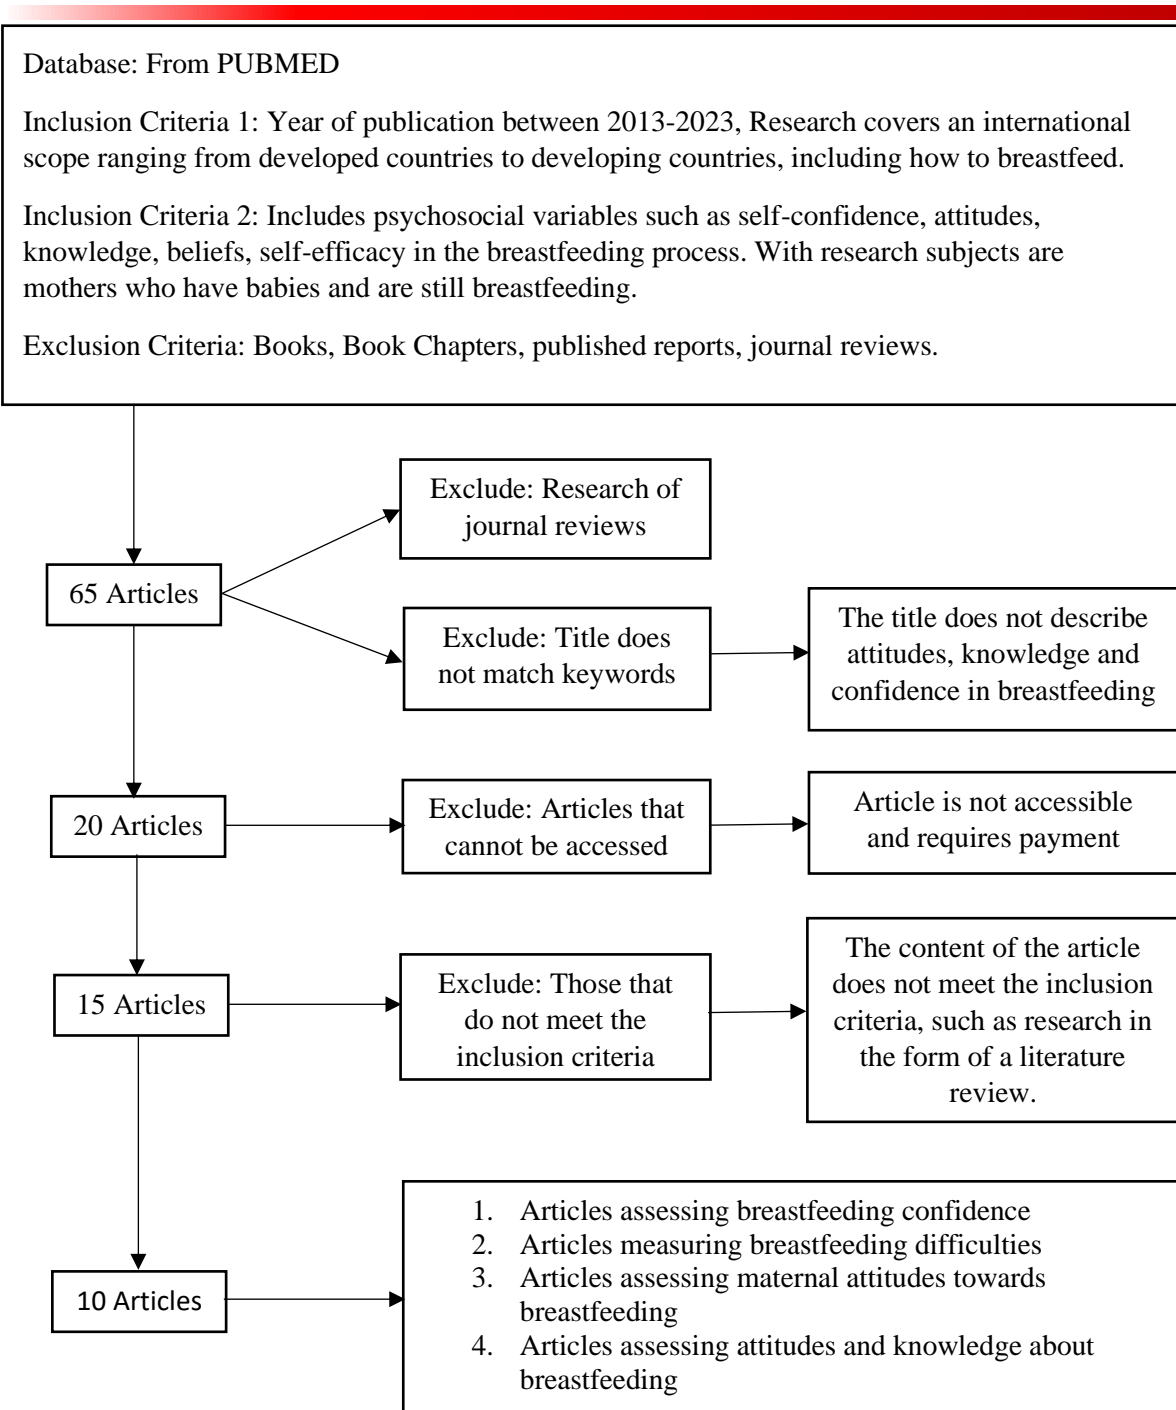 Database: From PUBMED
Inclusion Criteria 1: Year of publication between 2013-2023, Research covers an international
scope ranging from developed countries to developing countries, including how to breastfeed.
Inclusion Criteria 2: Includes psychosocial variables such as self-confidence, attitudes,
knowledge, beliefs, self-efficacy in the breastfeeding process. With research subjects are
mothers who have babies and are still breastfeeding.
Exclusion Criteria: Books, Book Chapters, published reports, journal reviews.
Exclude: Research of
journal reviews
65 Articles
Exclude: Title does
not match keywords
The title does not describe
attitudes, knowledge and
confidence in breastfeeding
20 Articles
Exclude: Articles that
cannot be accessed
Article is not accessible
and requires payment
15 Articles
Exclude: Those that
do not meet the
inclusion criteria
The content of the article
does not meet the inclusion
criteria, such as research in
the form of a literature
review.
10 Articles
1. Articles assessing breastfeeding confidence
2. Articles measuring breastfeeding difficulties
3. Articles assessing maternal attitudes towards
breastfeeding
4. Articles assessing attitudes and knowledge about
breastfeeding